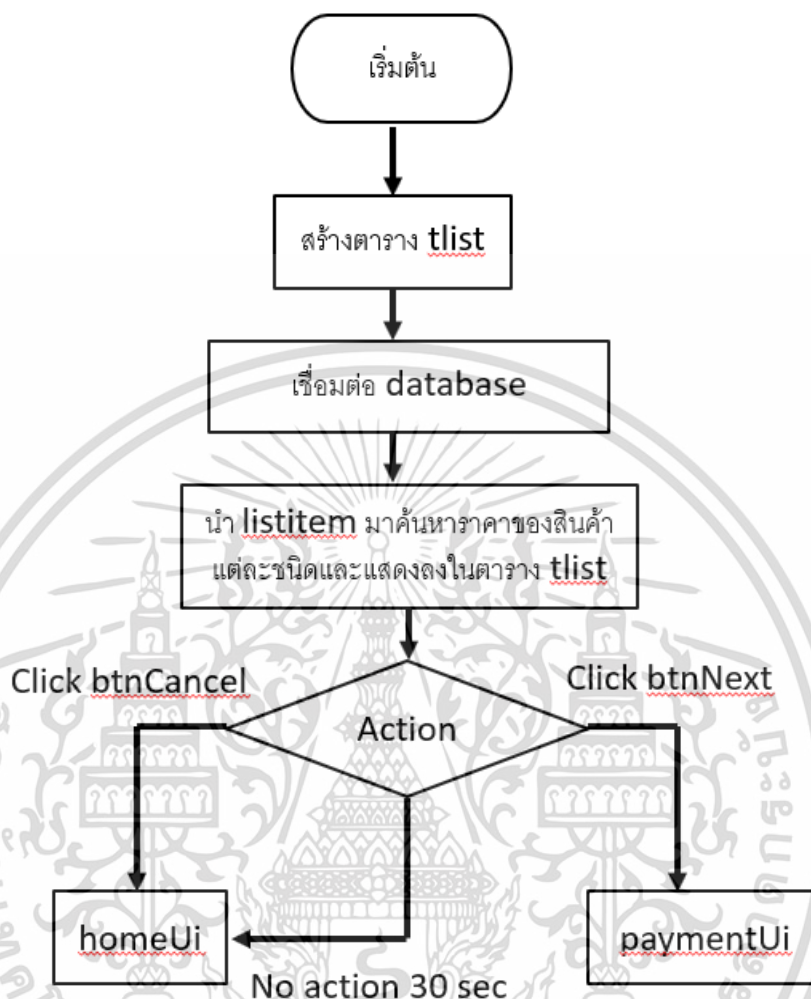 เริ่มต้น
สร้างตาราง tlist
เชื่อมต่อ database
นำ listitem มาค้นหาราคาของสินค้า
แต่ละชนิดและแสดงลงในตาราง tlist
Click btnCancel
Click btnNext
Action
homeUi
paymentUi
No action 30 sec